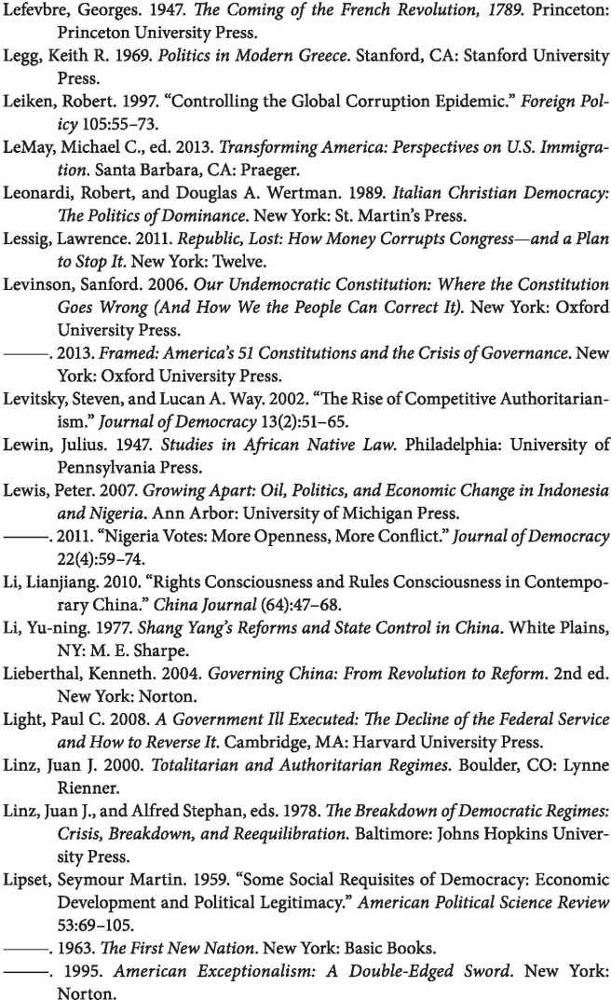 Lefevbre, Georges. 1947. The Coming of the French Revolution, 1789. Princeton:
Princeton University Press.
Legg, Keith R. 1969. Politics in Modern Greece. Stanford, CA: Stanford University
Press.
Leiken, Robert. 1997. “Controlling the Global Corruption Epidemic.” Foreign Pol-
icy 105:55–73.
LeMay, Michael C., ed. 2013. Transforming America: Perspectives on U.S. Immigra-
tion. Santa Barbara, CA: Praeger.
Leonardi, Robert, and Douglas A. Wertman. 1989. Italian Christian Democracy:
The Politics of Dominance. New York: St. Martin’s Press.
Lessig, Lawrence. 2011. Republic, Lost: How Money Corrupts Congress—and a Plan
to Stop It. New York: Twelve.
Levinson, Sanford. 2006. Our Undemocratic Constitution: Where the Constitution
Goes Wrong (And How We the People Can Correct It). New York: Oxford
University Press.
———. 2013. Framed: America’s 51 Constitutions and the Crisis of Governance. New
York: Oxford University Press.
Levitsky, Steven, and Lucan A. Way. 2002. “The Rise of Competitive Authoritarian-
ism.” Journal of Democracy 13(2):51–65.
Lewin, Julius. 1947. Studies in African Native Law. Philadelphia: University of
Pennsylvania Press.
Lewis, Peter. 2007. Growing Apart: Oil, Politics, and Economic Change in Indonesia
and Nigeria. Ann Arbor: University of Michigan Press.
———. 2011. “Nigeria Votes: More Openness, More Conflict.” Journal of Democracy
22(4):59–74.
Li, Lianjiang. 2010. “Rights Consciousness and Rules Consciousness in Contempo-
rary China.” China Journal (64):47–68.
Li, Yu-ning. 1977. Shang Yang’s Reforms and State Control in China. White Plains,
NY: M. E. Sharpe.
Lieberthal, Kenneth. 2004. Governing China: From Revolution to Reform. 2nd ed.
New York: Norton.
Light, Paul C. 2008. A Government Ill Executed: The Decline of the Federal Service
and How to Reverse It. Cambridge, MA: Harvard University Press.
Linz, Juan J. 2000. Totalitarian and Authoritarian Regimes. Boulder, CO: Lynne
Rienner.
Linz, Juan J., and Alfred Stephan, eds. 1978. The Breakdown of Democratic Regimes:
Crisis, Breakdown, and Reequilibration. Baltimore: Johns Hopkins Univer-
sity Press.
Lipset, Seymour Martin. 1959. “Some Social Requisites of Democracy: Economic
Development and Political Legitimacy.” American Political Science Review
53:69–105.
———. 1963. The First New Nation. New York: Basic Books.
———. 1995. American Exceptionalism: A Double-Edged Sword. New York:
Norton.